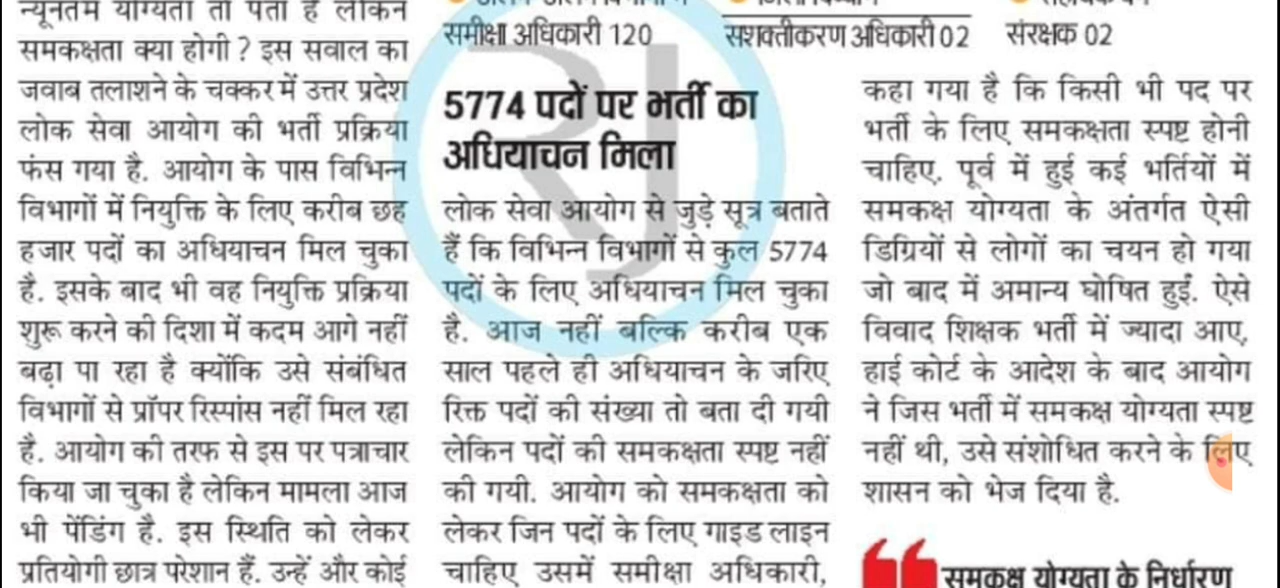 न्यूनतम योग्यता तो पता है लेकिन
समकक्षता क्या होगी ? इस सवाल का
जवाब तलाशने के चक्कर में उत्तर प्रदेश
लोक सेवा आयोग की भर्ती प्रक्रिया
फंस गया है. आयोग के पास विभिन्न
विभागों में नियुक्ति के लिए करीब छह
हजार पदों का अधियाचन मिल चुका
है. इसके बाद भी वह नियुक्ति प्रक्रिया
शुरू करने की दिशा में कदम आगे नहीं
बढ़ा पा रहा है क्योंकि उसे संबंधित
विभागों से प्रॉपर रिस्पांस नहीं मिल रहा
है. आयोग की तरफ से इस पर पत्राचार
किया जा चुका है लेकिन मामला आज
भी पेंडिंग है. इस स्थिति को लेकर
प्रतियोगी छात्र परेशान हैं. उन्हें और कोई
समीक्षा अधिकारी 120
सशक्तीकरण अधिकारी 02
संरक्षक 02
RJ
5774 पदों पर भर्ती का
अधियाचन मिला
लोक सेवा आयोग से जुड़े सूत्र बताते
हैं कि विभिन्न विभागों से कुल 5774
पदों के लिए अधियाचन मिल चुका
है. आज नहीं बल्कि करीब एक
साल पहले ही अधियाचन के जरिए
रिक्त पदों की संख्या तो बता दी गयी
लेकिन पदों की समकक्षता स्पष्ट नहीं
की गयी. आयोग को समकक्षता को
लेकर जिन पदों के लिए गाइड लाइन
चाहिए उसमें समीक्षा अधिकारी,
कहा गया है कि किसी भी पद पर
भर्ती के लिए समकक्षता स्पष्ट होनी
चाहिए. पूर्व में हुई कई भर्तियों में
समकक्ष योग्यता के अंतर्गत ऐसी
डिग्रियों से लोगों का चयन हो गया
जो बाद में अमान्य घोषित हुईं. ऐसे
विवाद शिक्षक भर्ती में ज्यादा आए,
हाई कोर्ट के आदेश के बाद आयोग
ने जिस भर्ती में समकक्ष योग्यता स्पष्ट
नहीं थी, उसे संशोधित करने के लिए
शासन को भेज दिया है.
समकक्ष योग्यता के निर्धारण